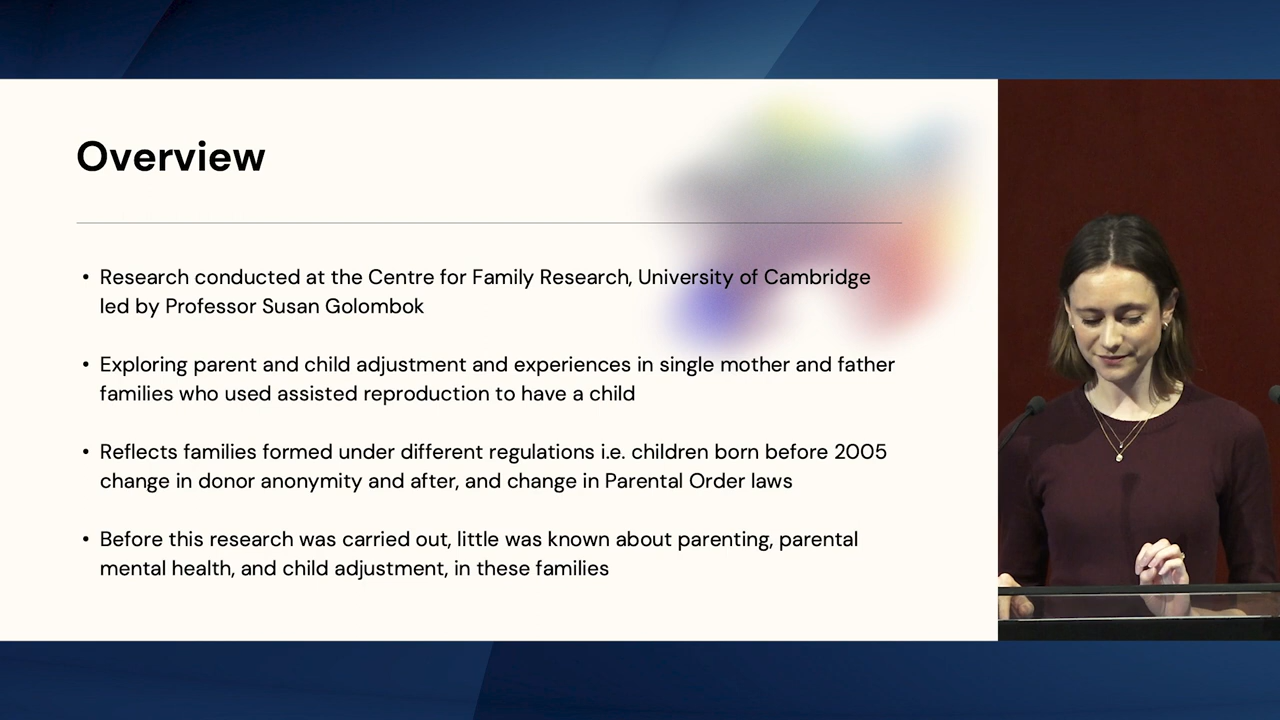 Overview
• Research conducted at the Centre for Family Research, University of Cambridge
led by Professor Susan Golombok
• Exploring parent and child adjustment and experiences in single mother and father
families who used assisted reproduction to have a child
• Reflects families formed under different regulations i.e. children born before 2005
change in donor anonymity and after, and change in Parental Order laws
• Before this research was carried out, little was known about parenting, parental
mental health, and child adjustment, in these families